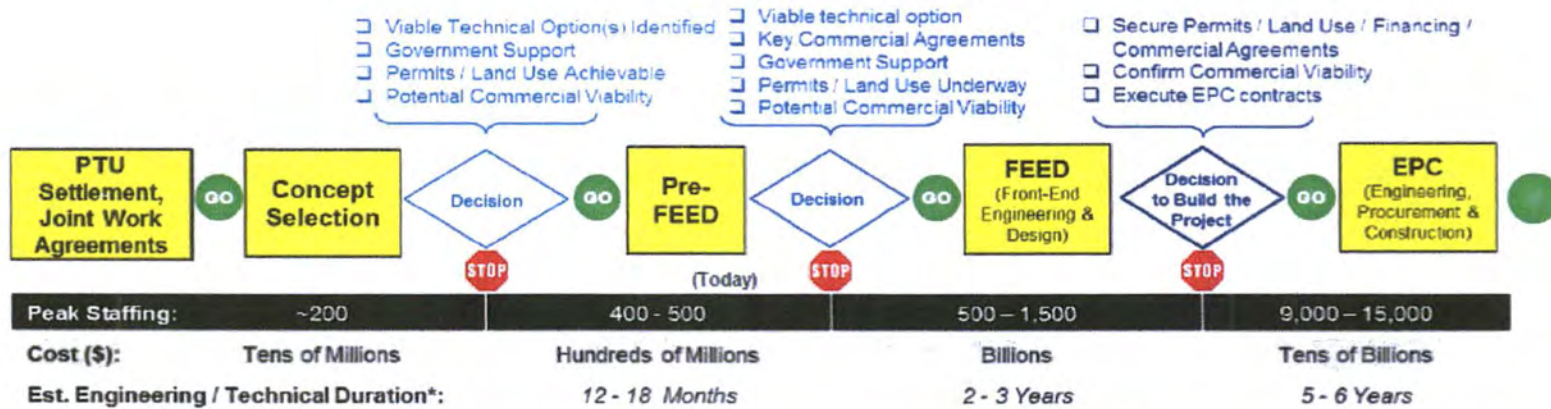 ❑ Viable Technical Option(s) Identified
❑ Government Support
❑ Permits / Land Use Achievable
❑ Potential Commercial Viability
❑ Viable technical option
❑ Key Commercial Agreements
❑ Government Support
❑ Permits / Land Use Underway
❑ Potential Commercial Viability
❑ Secure Permits / Land Use / Financing /
Commercial Agreements
❑ Confirm Commercial Viability
❑ Execute EPC contracts
PTU
Settlement,
Joint Work
Agreements
GO
Concept
Selection
Decision
STOP
GO
Pre-
FEED
(Today)
Decision
STOP
GO
FEED
(Front-End
Engineering &
Design)
Decision
to Build the
Project
STOP
GO
EPC
(Engineering,
Procurement &
Construction)
Peak Staffing: ~200 400 - 500 500 – 1,500 9,000 – 15,000
Cost ($): Tens of Millions Hundreds of Millions Billions Tens of Billions
Est. Engineering / Technical Duration*: 12 - 18 Months 2 - 3 Years 5 - 6 Years